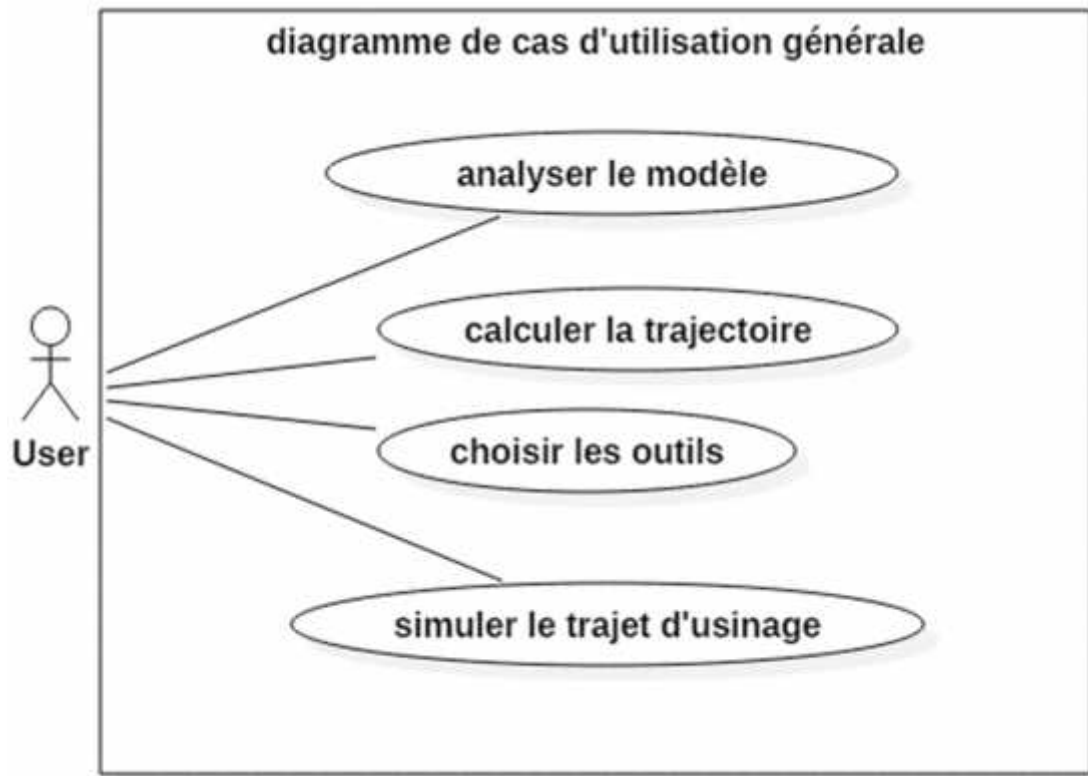 diagramme de cas d'utilisation générale
analyser le modèle
calculer la trajectoire
choisir les outils
User
simuler le trajet d'usinage